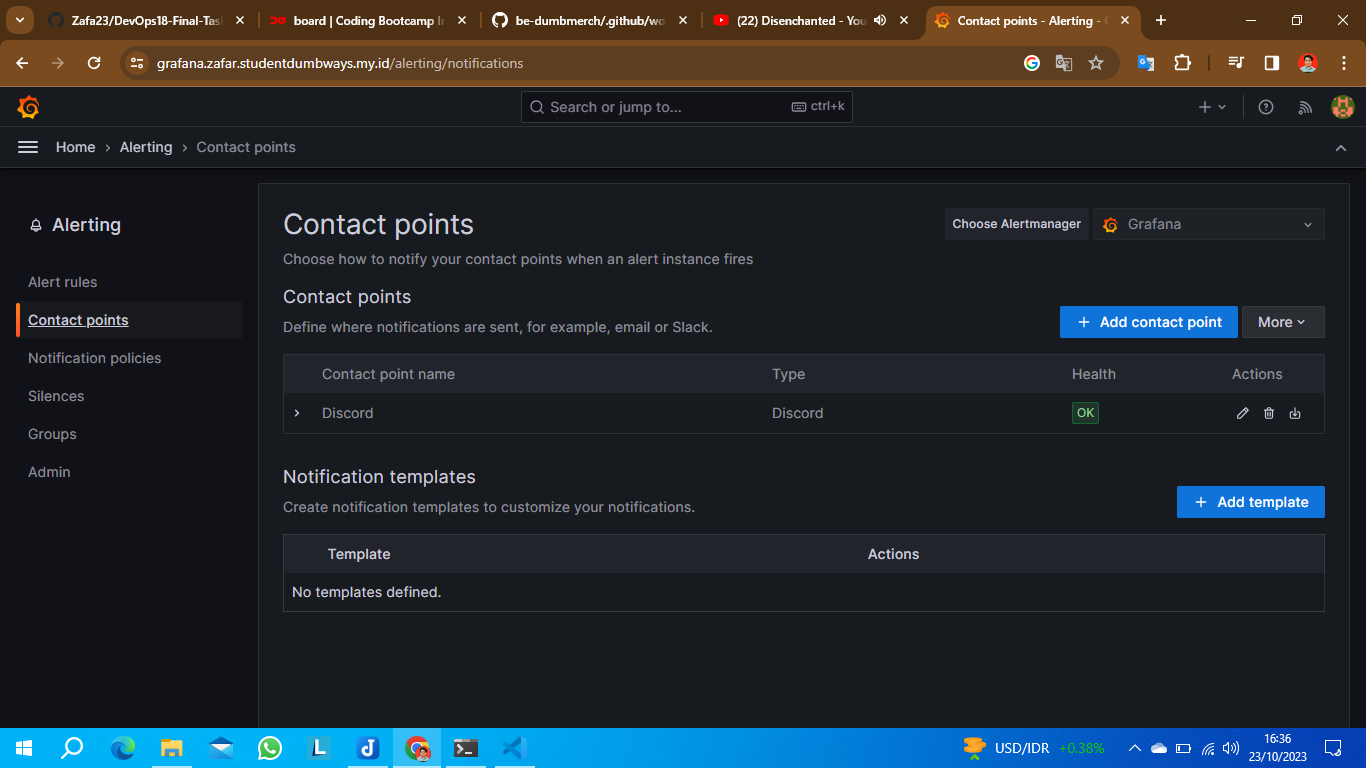 Zafa23/DevOps18-Final-Tas
board | Coding Bootcamp In
be-dumbmerch/.github/wo
(22) Disenchanted - You
Contact points - Alerting -
grafana.zafar.studentdumbways.my.id/alerting/notifications
Search or jump to...
ctrl+k
Home › Alerting › Contact points
Alerting
Alert rules
Contact points
Notification policies
Silences
Groups
Admin
Contact points
Choose Alertmanager
Grafana
Choose how to notify your contact points when an alert instance fires
Contact points
Define where notifications are sent, for example, email or Slack.
+ Add contact point
More
Contact point name Type Health Actions
Discord Discord OK
Notification templates
Create notification templates to customize your notifications.
+ Add template
Template Actions
No templates defined.
USD/IDR +0.38%
16:36
23/10/2023